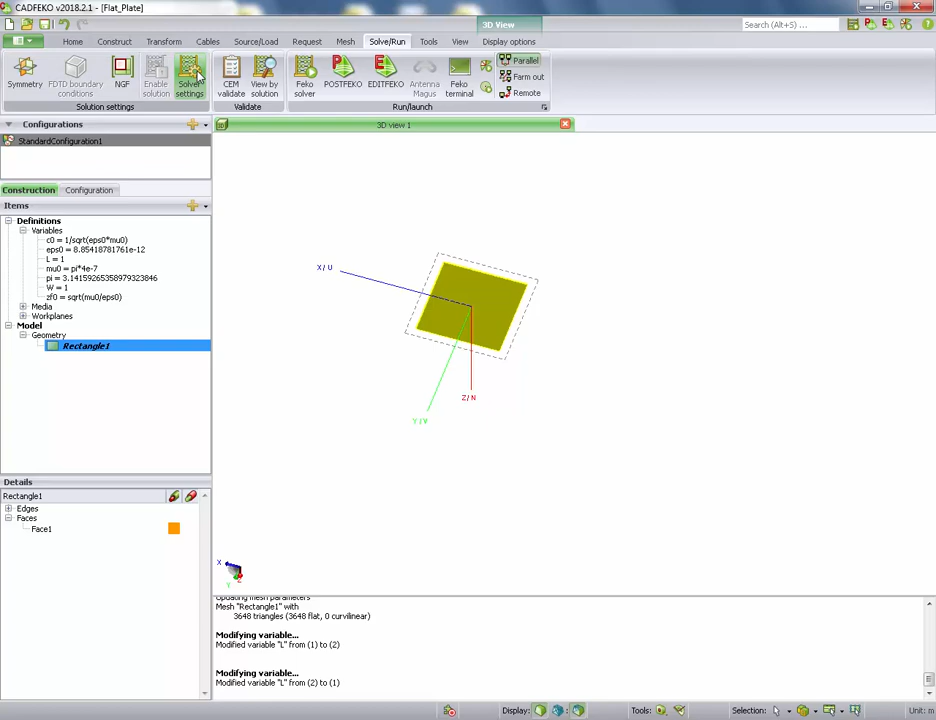 CADFEKO v2018.2.1 - [Flat_Plate]
3D View
Search (Alt+S) ...
Home Construct Transform Cables Source/Load Request Mesh Solve/Run Tools View Display options
Symmetry FDTD boundary conditions NGF Enable solution Solver settings CEM validate View by solution Feko solver POSTFEKO EDITFEKO Antenna Magus Feko terminal Parallel Farm out Remote
Solution settings Validate Run/launch
Configurations
3D view 1
StandardConfiguration1
Construction Configuration
Items
Definitions
Variables
c0 = 1/sqrt(eps0*mu0)
eps0 = 8.85418781761e-12
L = 1
mu0 = pi*4e-7
pi = 3.14159265358979323846
W = 1
zf0 = sqrt(mu0/eps0)
Media
Workplanes
Model
Geometry
Rectangle1
X/ U
Z/ N
Y /V
Details
Rectangle1
Edges
Faces
Face1
X
Y
Z
Updating mesh parameters
Mesh "Rectangle1" with
3648 triangles (3648 flat, 0 curvilinear)
Modifying variable...
Modified variable "L" from (1) to (2)
Modifying variable...
Modified variable "L" from (2) to (1)
Display: Tools: Selection: Unit: m